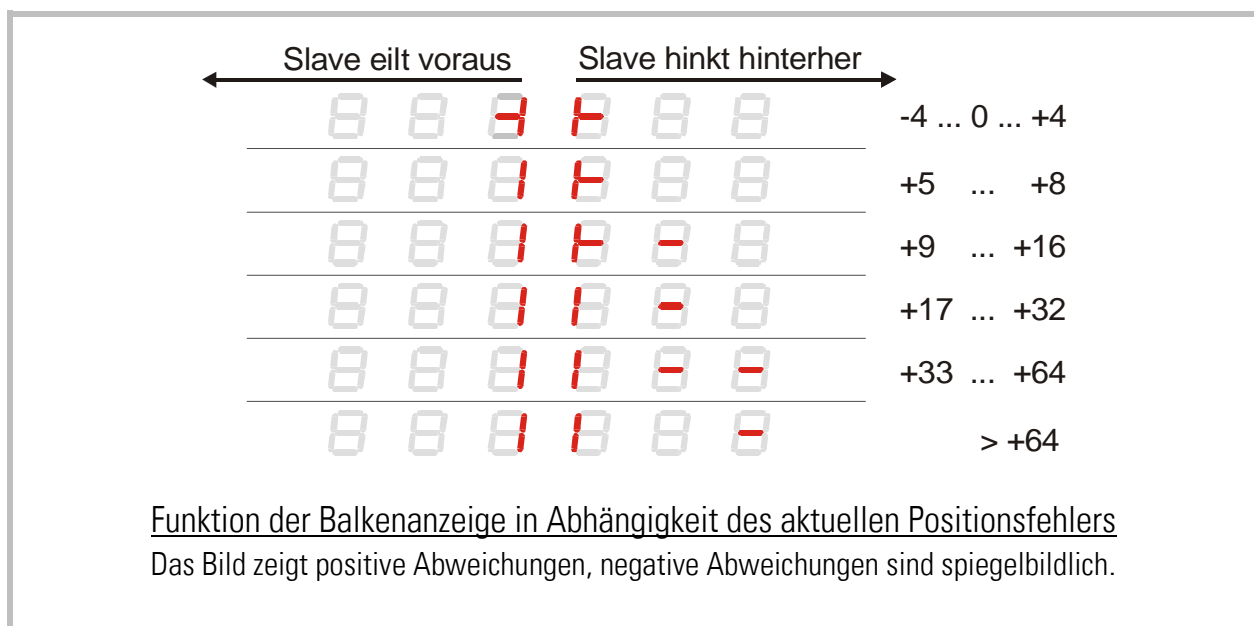 Slave eilt voraus Slave hinkt hinterher
-4 ... 0 ... +4
+5 ... +8
+9 ... +16
+17 ... +32
+33 ... +64
> +64
Funktion der Balkenanzeige in Abhängigkeit des aktuellen Positionsfehlers
Das Bild zeigt positive Abweichungen, negative Abweichungen sind spiegelbildlich.